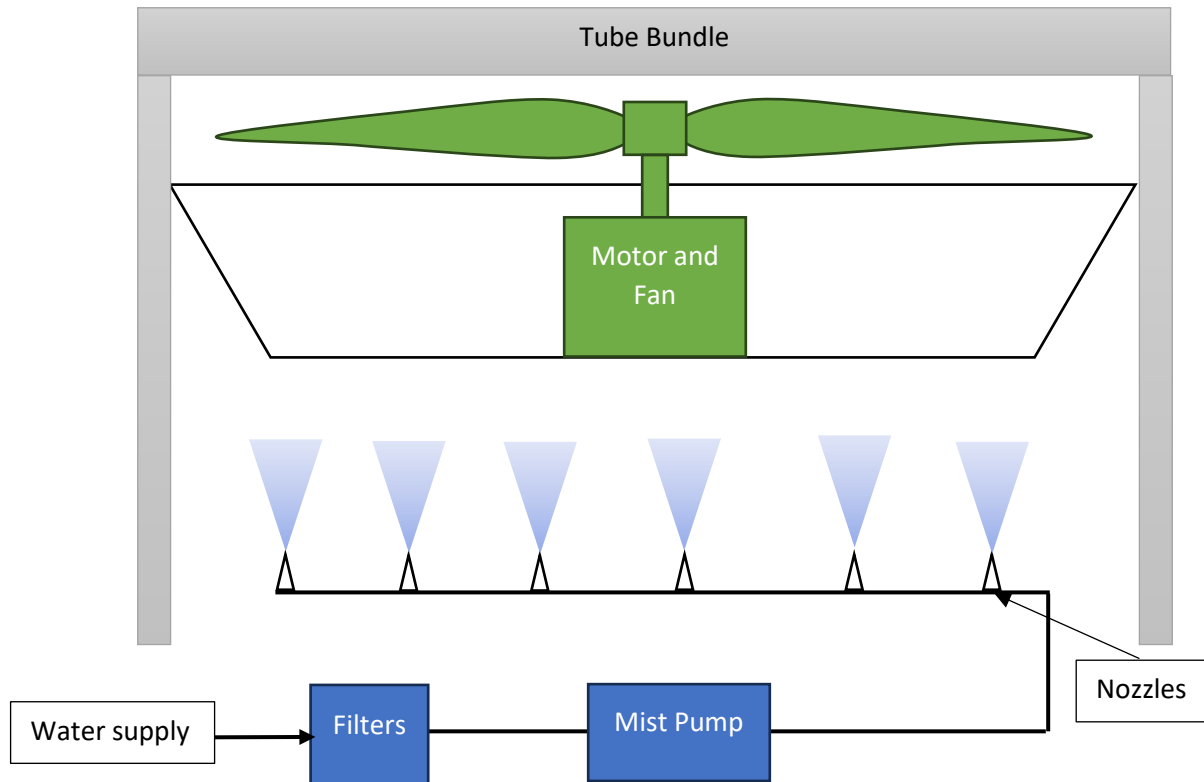 Tube Bundle
Motor and
Fan
Nozzles
Water supply
Filters
Mist Pump